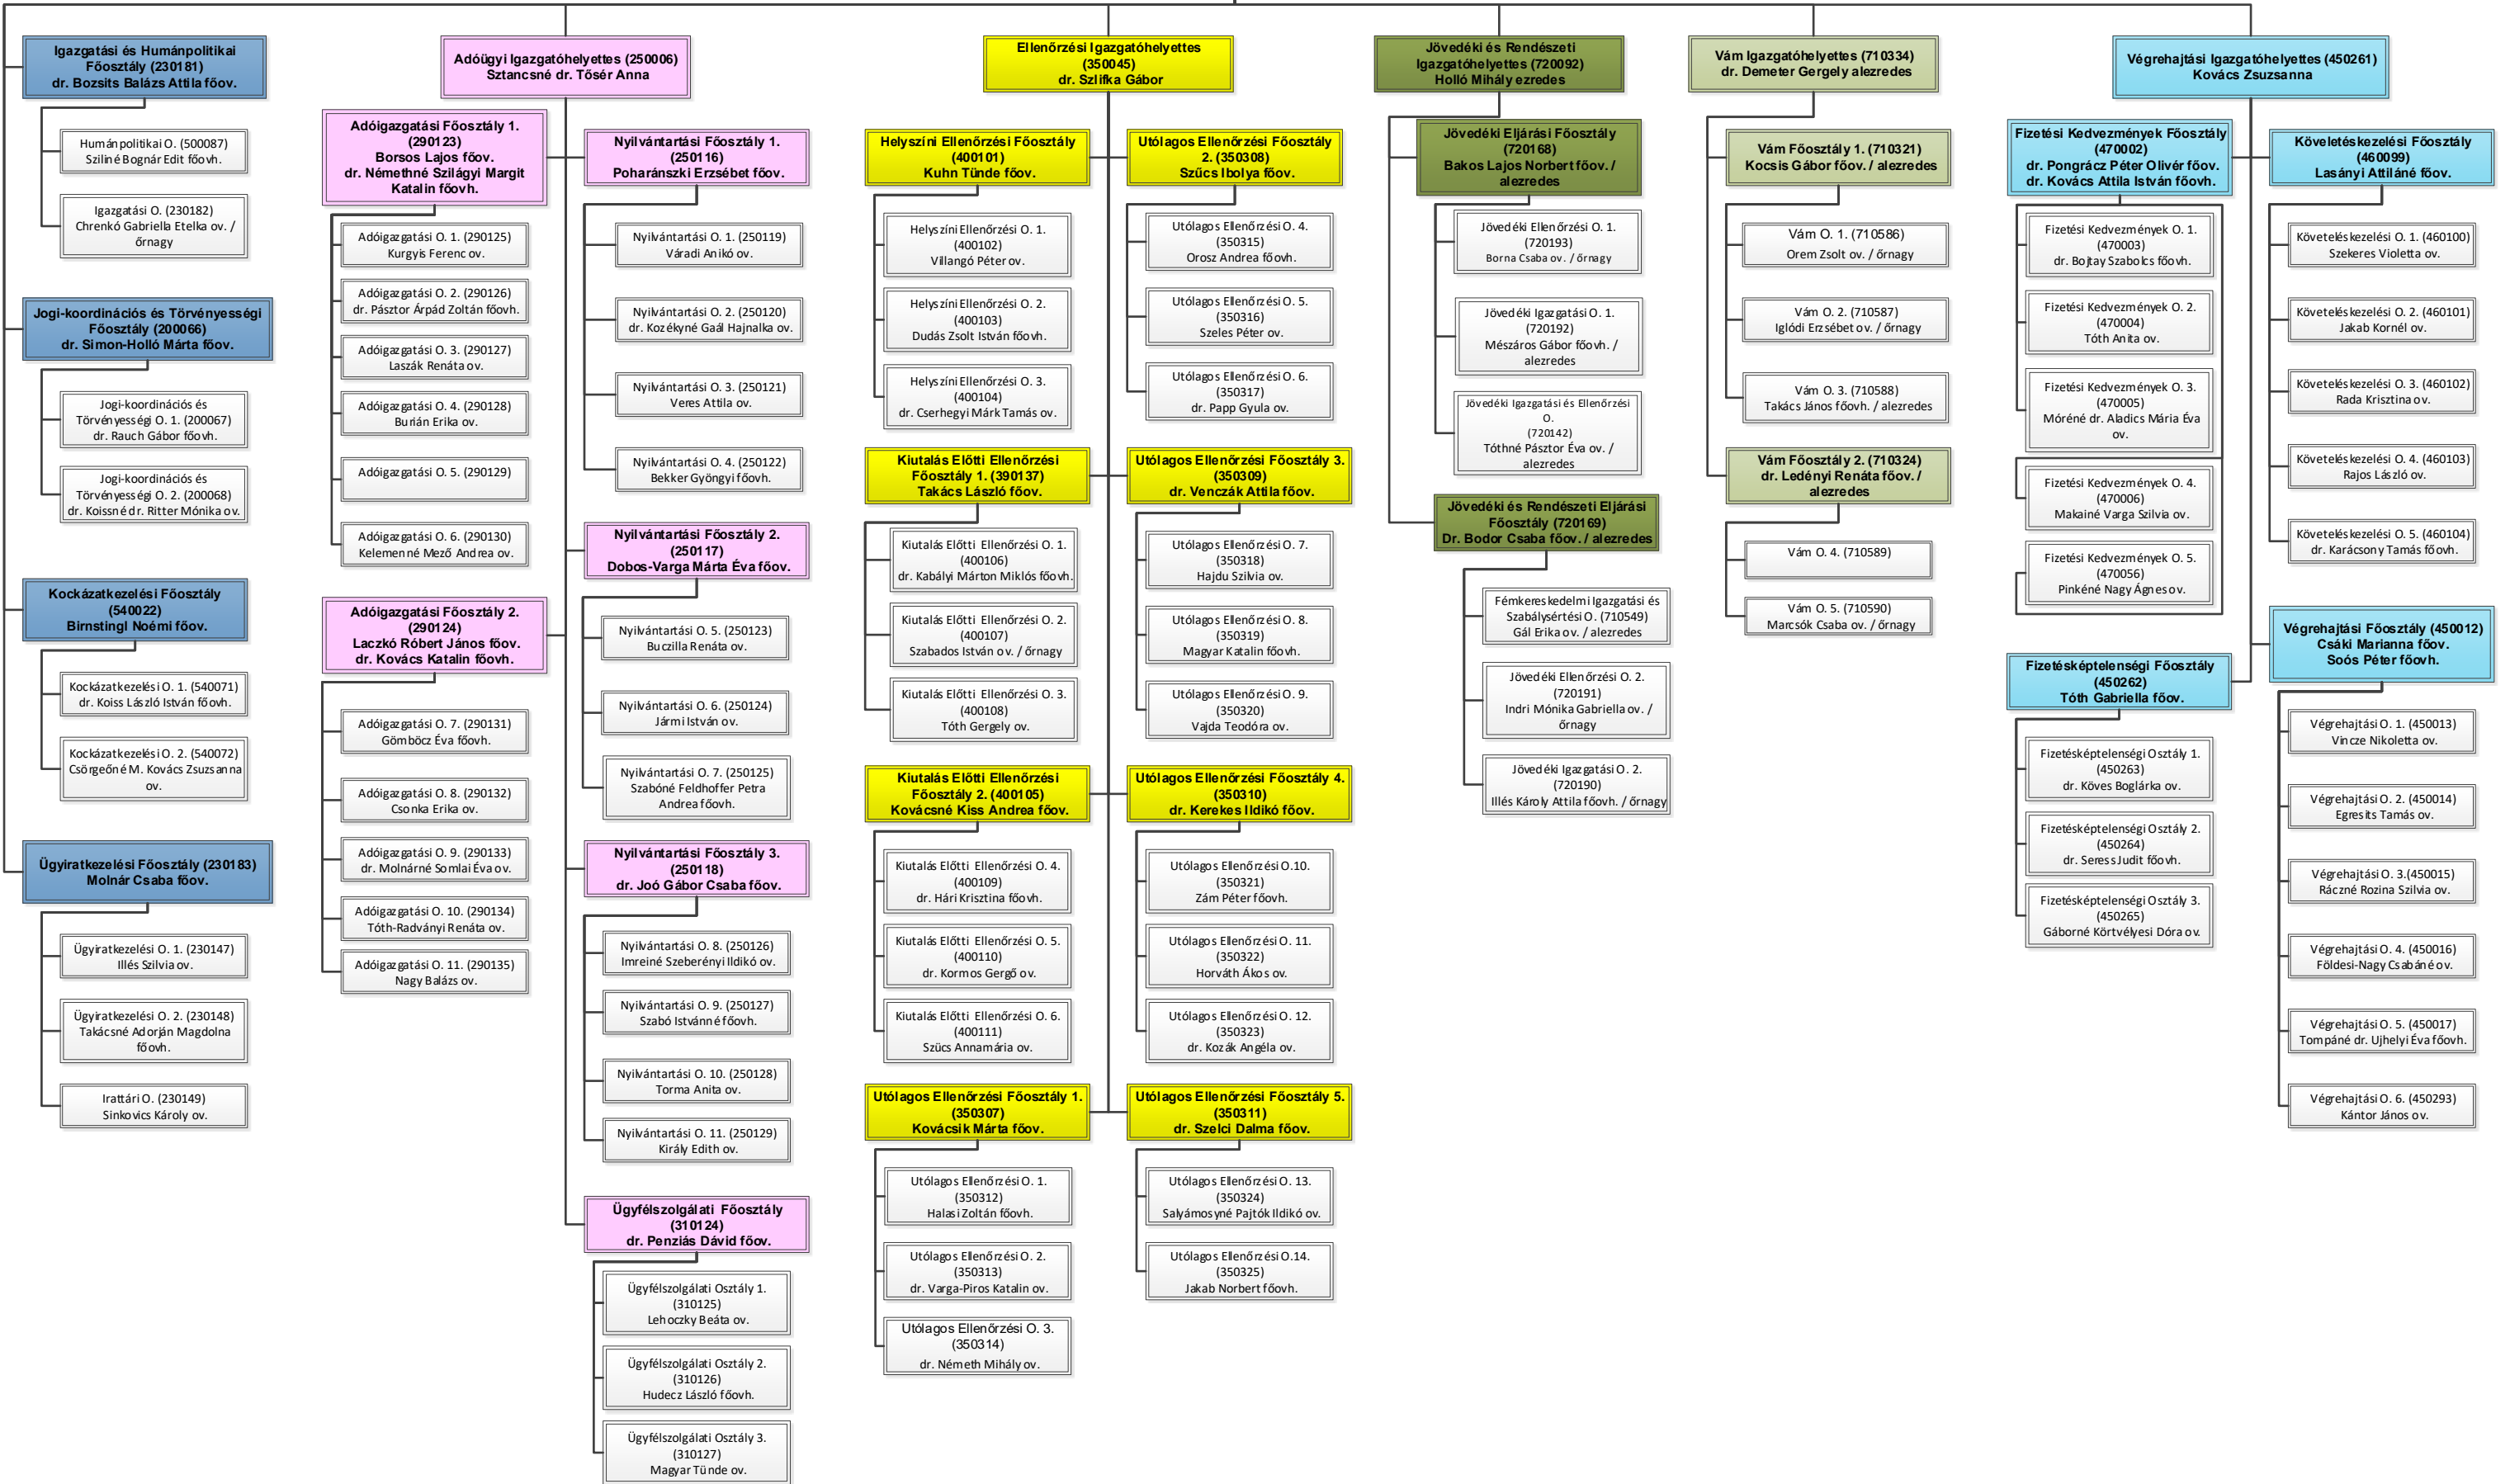 Igazgatási és Humánpolitikai
Főosztály (230181)
dr. Bozsits Balázs Attila főov.
Humánpolitikai O. (500087)
Sziliné Bognár Edit főovh.
Igazgatási O. (230182)
Chrenkó Gabriella Etelka ov. /
őrnagy
Jogi-koordinációs és Törvényességi
Főosztály (200066)
dr. Simon-Holló Márta főov.
Jogi-koordinációs és
Törvényességi O. 1. (200067)
dr. Rauch Gábor főovh.
Jogi-koordinációs és
Törvényességi O. 2. (200068)
dr. Koissné dr. Ritter Mónika ov.
Kockázatkezelési Főosztály
(540022)
Birnstingl Noémi főov.
Kockázatkezelési O. 1. (540071)
dr. Koiss László István főovh.
Kockázatkezelési O. 2. (540072)
Csörgeőné M. Kovács Zsuzsanna
ov.
Ügyiratkezelési Főosztály (230183)
Molnár Csaba főov.
Ügyiratkezelési O. 1. (230147)
Illés Szilvia ov.
Ügyiratkezelési O. 2. (230148)
Takácsné Adorján Magdolna
főovh.
Irattári O. (230149)
Sinkovics Károly ov.
Adóügyi Igazgatóhelyettes (250006)
Sztancsné dr. Tősér Anna
Adóigazgatási Főosztály 1.
(290123)
Borsos Lajos főov.
dr. Némethné Szilágyi Margit
Katalin főovh.
Adóigazgatási O. 1. (290125)
Kurgyis Ferenc ov.
Adóigazgatási O. 2. (290126)
dr. Pásztor Árpád Zoltán főovh.
Adóigazgatási O. 3. (290127)
Laszák Renáta ov.
Adóigazgatási O. 4. (290128)
Burián Erika ov.
Adóigazgatási O. 5. (290129)
Adóigazgatási O. 6. (290130)
Kelemenné Mező Andrea ov.
Adóigazgatási Főosztály 2.
(290124)
Laczkó Róbert János főov.
dr. Kovács Katalin főovh.
Adóigazgatási O. 7. (290131)
Gömböcz Éva főovh.
Adóigazgatási O. 8. (290132)
Csonka Erika ov.
Adóigazgatási O. 9. (290133)
dr. Molnárné Somlai Éva ov.
Adóigazgatási O. 10. (290134)
Tóth-Radványi Renáta ov.
Adóigazgatási O. 11. (290135)
Nagy Balázs ov.
Nyilvántartási Főosztály 1.
(250116)
Poharánszki Erzsébet főov.
Nyilvántartási O. 1. (250119)
Váradi Anikó ov.
Nyilvántartási O. 2. (250120)
dr. Kozékyné Gaál Hajnalka ov.
Nyilvántartási O. 3. (250121)
Veres Attila ov.
Nyilvántartási O. 4. (250122)
Bekker Gyöngyi főovh.
Nyilvántartási Főosztály 2.
(250117)
Dobos-Varga Márta Éva főov.
Nyilvántartási O. 5. (250123)
Buczilla Renáta ov.
Nyilvántartási O. 6. (250124)
Jármi István ov.
Nyilvántartási O. 7. (250125)
Szabóné Feldhoffer Petra
Andrea főovh.
Nyilvántartási Főosztály 3.
(250118)
dr. Joó Gábor Csaba főov.
Nyilvántartási O. 8. (250126)
Imreiné Szeberényi Ildikó ov.
Nyilvántartási O. 9. (250127)
Szabó Istvánné főovh.
Nyilvántartási O. 10. (250128)
Torma Anita ov.
Nyilvántartási O. 11. (250129)
Király Edith ov.
Ügyfélszolgálati Főosztály
(310124)
dr. Penziás Dávid főov.
Ügyfélszolgálati Osztály 1.
(310125)
Lehoczky Beáta ov.
Ügyfélszolgálati Osztály 2.
(310126)
Hudecz László főovh.
Ügyfélszolgálati Osztály 3.
(310127)
Magyar Tünde ov.
Ellenőrzési Igazgatóhelyettes
(350045)
dr. Szlifka Gábor
Helyszíni Ellenőrzési Főosztály
(400101)
Kuhn Tünde főov.
Helyszíni Ellenőrzési O. 1.
(400102)
Villangó Péter ov.
Helyszíni Ellenőrzési O. 2.
(400103)
Dudás Zsolt István főovh.
Helyszíni Ellenőrzési O. 3.
(400104)
dr. Cserhegyi Márk Tamás ov.
Kiutalás Előtti Ellenőrzési
Főosztály 1. (390137)
Takács László főov.
Kiutalás Előtti Ellenőrzési O. 1.
(400106)
dr. Kabályi Márton Miklós főovh.
Kiutalás Előtti Ellenőrzési O. 2.
(400107)
Szabados István ov. / őrnagy
Kiutalás Előtti Ellenőrzési O. 3.
(400108)
Tóth Gergely ov.
Kiutalás Előtti Ellenőrzési
Főosztály 2. (400105)
Kovácsné Kiss Andrea főov.
Kiutalás Előtti Ellenőrzési O. 4.
(400109)
dr. Hári Krisztina főovh.
Kiutalás Előtti Ellenőrzési O. 5.
(400110)
dr. Kormos Gergő ov.
Kiutalás Előtti Ellenőrzési O. 6.
(400111)
Szücs Annamária ov.
Utólagos Ellenőrzési Főosztály 1.
(350307)
Kovácsik Márta főov.
Utólagos Ellenőrzési O. 1.
(350312)
Halasi Zoltán főovh.
Utólagos Ellenőrzési O. 2.
(350313)
dr. Varga-Piros Katalin ov.
Utólagos Ellenőrzési O. 3.
(350314)
dr. Németh Mihály ov.
Utólagos Ellenőrzési Főosztály
2. (350308)
Szűcs Ibolya főov.
Utólagos Ellenőrzési O. 4.
(350315)
Orosz Andrea főovh.
Utólagos Ellenőrzési O. 5.
(350316)
Szeles Péter ov.
Utólagos Ellenőrzési O. 6.
(350317)
dr. Papp Gyula ov.
Utólagos Ellenőrzési Főosztály 3.
(350309)
dr. Venczák Attila főov.
Utólagos Ellenőrzési O. 7.
(350318)
Hajdu Szilvia ov.
Utólagos Ellenőrzési O. 8.
(350319)
Magyar Katalin főovh.
Utólagos Ellenőrzési O. 9.
(350320)
Vajda Teodóra ov.
Utólagos Ellenőrzési Főosztály 4.
(350310)
dr. Kerekes Ildikó főov.
Utólagos Ellenőrzési O.10.
(350321)
Zám Péter főovh.
Utólagos Ellenőrzési O. 11.
(350322)
Horváth Ákos ov.
Utólagos Ellenőrzési O. 12.
(350323)
dr. Kozák Angéla ov.
Utólagos Ellenőrzési Főosztály 5.
(350311)
dr. Szelci Dalma főov.
Utólagos Ellenőrzési O. 13.
(350324)
Salyámosyné Pajtók Ildikó ov.
Utólagos Ellenőrzési O.14.
(350325)
Jakab Norbert főovh.
Jövedéki és Rendészeti
Igazgatóhelyettes (720092)
Holló Mihály ezredes
Jövedéki Eljárási Főosztály
(720168)
Bakos Lajos Norbert főov. /
alezredes
Jövedéki Ellenőrzési O. 1.
(720193)
Borna Csaba ov. / őrnagy
Jövedéki Igazgatási O. 1.
(720192)
Mészáros Gábor főovh. /
alezredes
Jövedéki Igazgatási és Ellenőrzési
O.
(720142)
Tóthné Pásztor Éva ov. /
alezredes
Jövedéki és Rendészeti Eljárási
Főosztály (720169)
Dr. Bodor Csaba főov. / alezredes
Fémkereskedelmi Igazgatási és
Szabálysértési O. (710549)
Gál Erika ov. / alezredes
Jövedéki Ellenőrzési O. 2.
(720191)
Indri Mónika Gabriella ov. /
őrnagy
Jövedéki Igazgatási O. 2.
(720190)
Illés Károly Attila főovh. / őrnagy
Vám Igazgatóhelyettes (710334)
dr. Demeter Gergely alezredes
Vám Főosztály 1. (710321)
Kocsis Gábor főov. / alezredes
Vám O. 1. (710586)
Orem Zsolt ov. / őrnagy
Vám O. 2. (710587)
Iglódi Erzsébet ov. / őrnagy
Vám O. 3. (710588)
Takács János főovh. / alezredes
Vám Főosztály 2. (710324)
dr. Ledényi Renáta főov. /
alezredes
Vám O. 4. (710589)
Vám O. 5. (710590)
Marcsók Csaba ov. / őrnagy
Végrehajtási Igazgatóhelyettes (450261)
Kovács Zsuzsanna
Fizetési Kedvezmények Főosztály
(470002)
dr. Pongrácz Péter Olivér főov.
dr. Kovács Attila István főovh.
Fizetési Kedvezmények O. 1.
(470003)
dr. Bojtay Szabolcs főovh.
Fizetési Kedvezmények O. 2.
(470004)
Tóth Anita ov.
Fizetési Kedvezmények O. 3.
(470005)
Móréné dr. Aladics Mária Éva
ov.
Fizetési Kedvezmények O. 4.
(470006)
Makainé Varga Szilvia ov.
Fizetési Kedvezmények O. 5.
(470056)
Pinkéné Nagy Ágnes ov.
Fizetésképtelenségi Főosztály
(450262)
Tóth Gabriella főov.
Fizetésképtelenségi Osztály 1.
(450263)
dr. Köves Boglárka ov.
Fizetésképtelenségi Osztály 2.
(450264)
dr. Seress Judit főovh.
Fizetésképtelenségi Osztály 3.
(450265)
Gáborné Körtvélyesi Dóra ov.
Követeléskezelési Főosztály
(460099)
Lasányi Attiláné főov.
Követeléskezelési O. 1. (460100)
Szekeres Violetta ov.
Követeléskezelési O. 2. (460101)
Jakab Kornél ov.
Követeléskezelési O. 3. (460102)
Rada Krisztina ov.
Követeléskezelési O. 4. (460103)
Rajos László ov.
Követeléskezelési O. 5. (460104)
dr. Karácsony Tamás főovh.
Végrehajtási Főosztály (450012)
Csáki Marianna főov.
Soós Péter főovh.
Végrehajtási O. 1. (450013)
Vincze Nikoletta ov.
Végrehajtási O. 2. (450014)
Egresits Tamás ov.
Végrehajtási O. 3.(450015)
Ráczné Rozina Szilvia ov.
Végrehajtási O. 4. (450016)
Földesi-Nagy Csabáné ov.
Végrehajtási O. 5. (450017)
Tompáné dr. Ujhelyi Éva főovh.
Végrehajtási O. 6. (450293)
Kántor János ov.